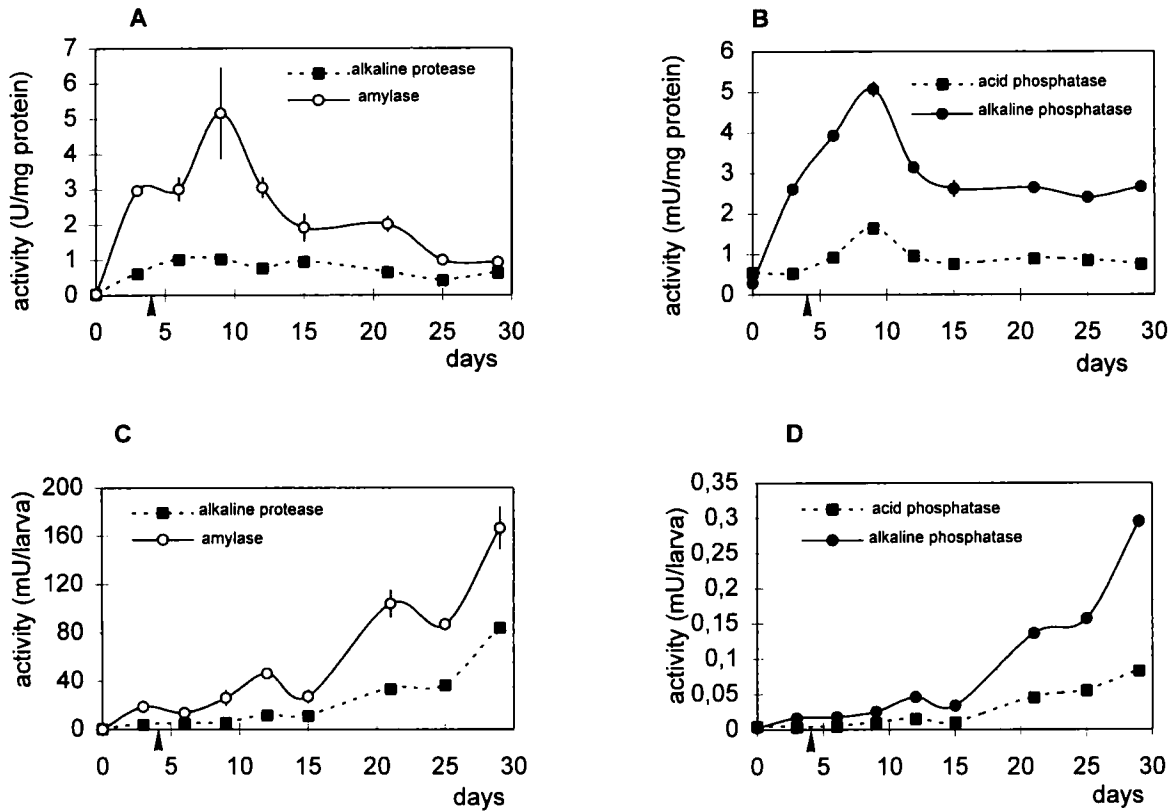 A
activity (U/mg protein)
7
6
5
4
3
2
1
0
alkaline protease
amylase
0 5 10 15 20 25 30
days
B
activity (mU/mg protein)
6
5
4
3
2
1
0
acid phosphatase
alkaline phosphatase
0 5 10 15 20 25 30
days
C
activity (mU/larva)
200
160
120
80
40
0
alkaline protease
amylase
0 5 10 15 20 25 30
days
D
activity (mU/larva)
0,35
0,3
0,25
0,2
0,15
0,1
0,05
0
acid phosphatase
alkaline phosphatase
0 5 10 15 20 25 30
days